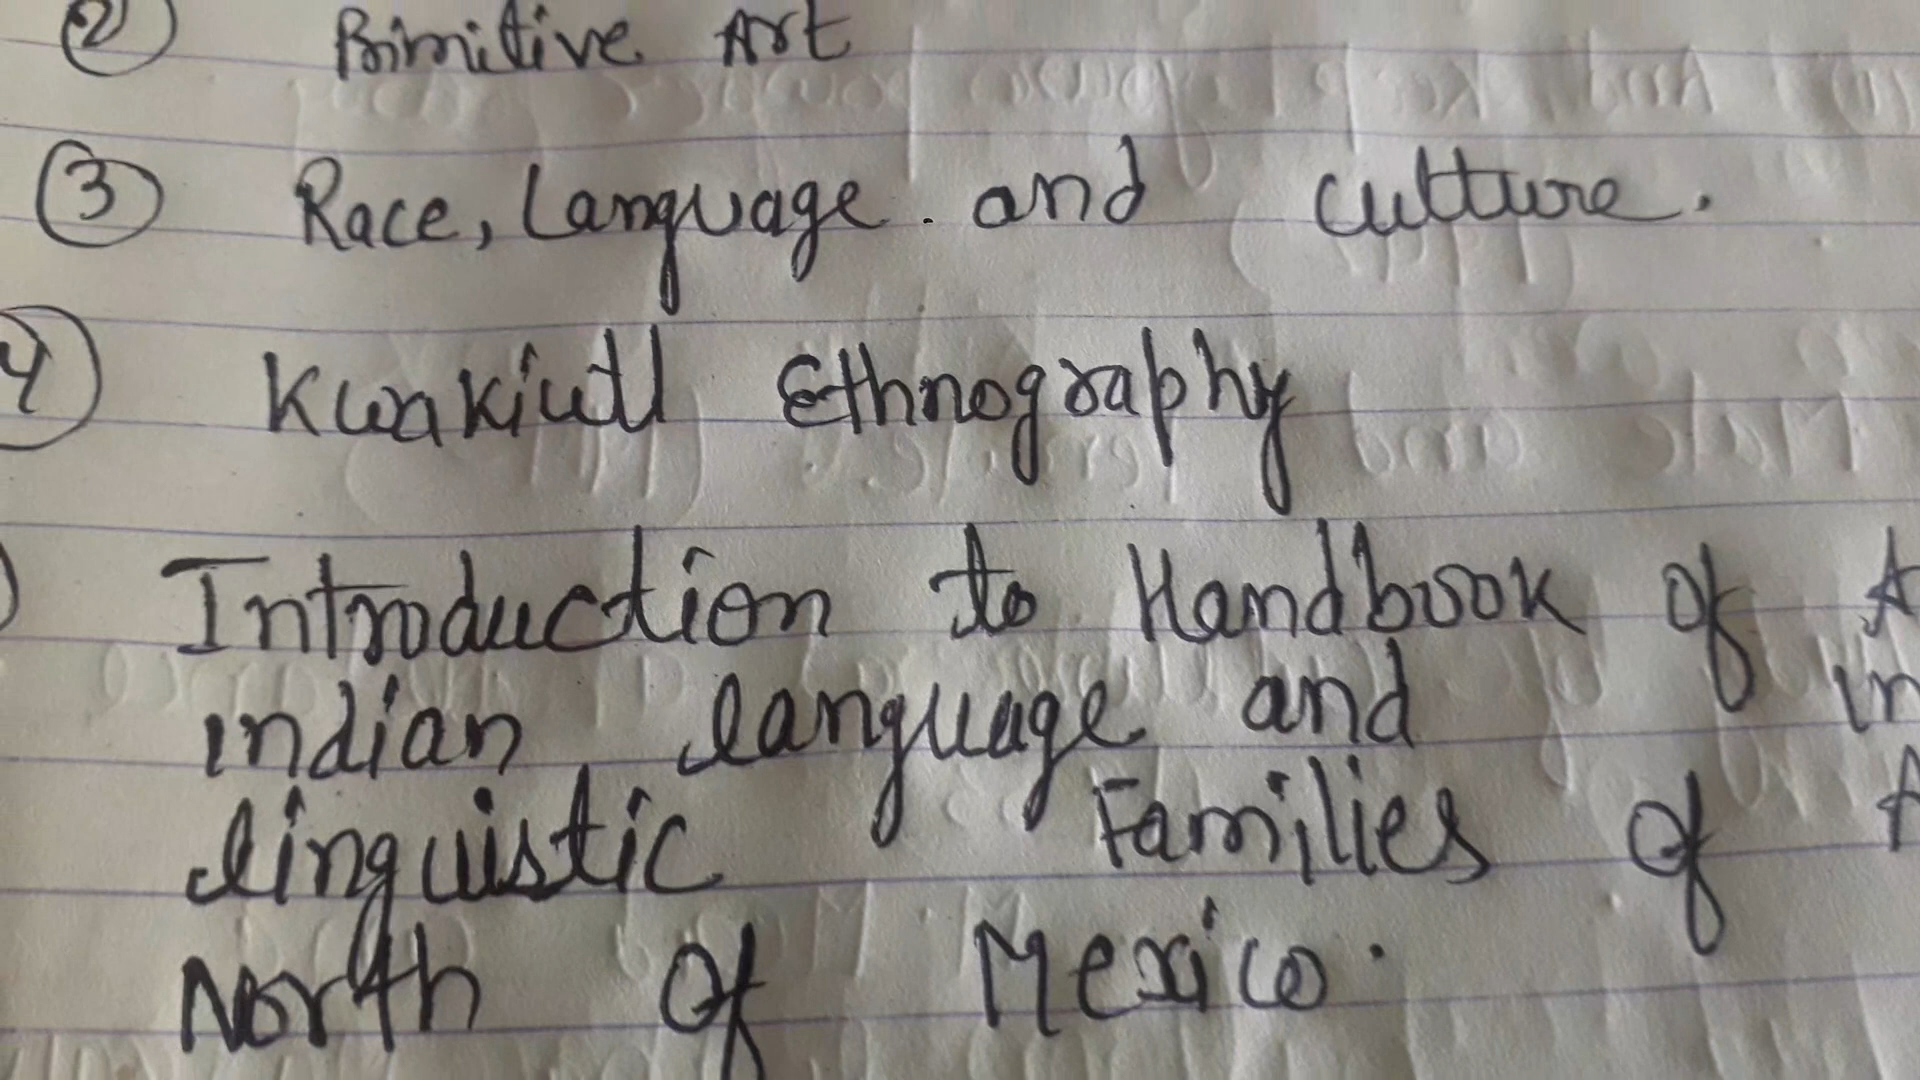 ② Primitive Art
③ Race, Language. and culture.
④ Kwakiutl Ethnography
Introduction to Handbook of A
indian language and in
linguistic Families of A
North of Mexico.